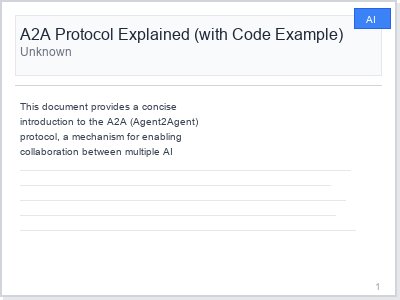 AI
A2A Protocol Explained (with Code Example)
Unknown
This document provides a concise
introduction to the A2A (Agent2Agent)
protocol, a mechanism for enabling
collaboration between multiple AI
1